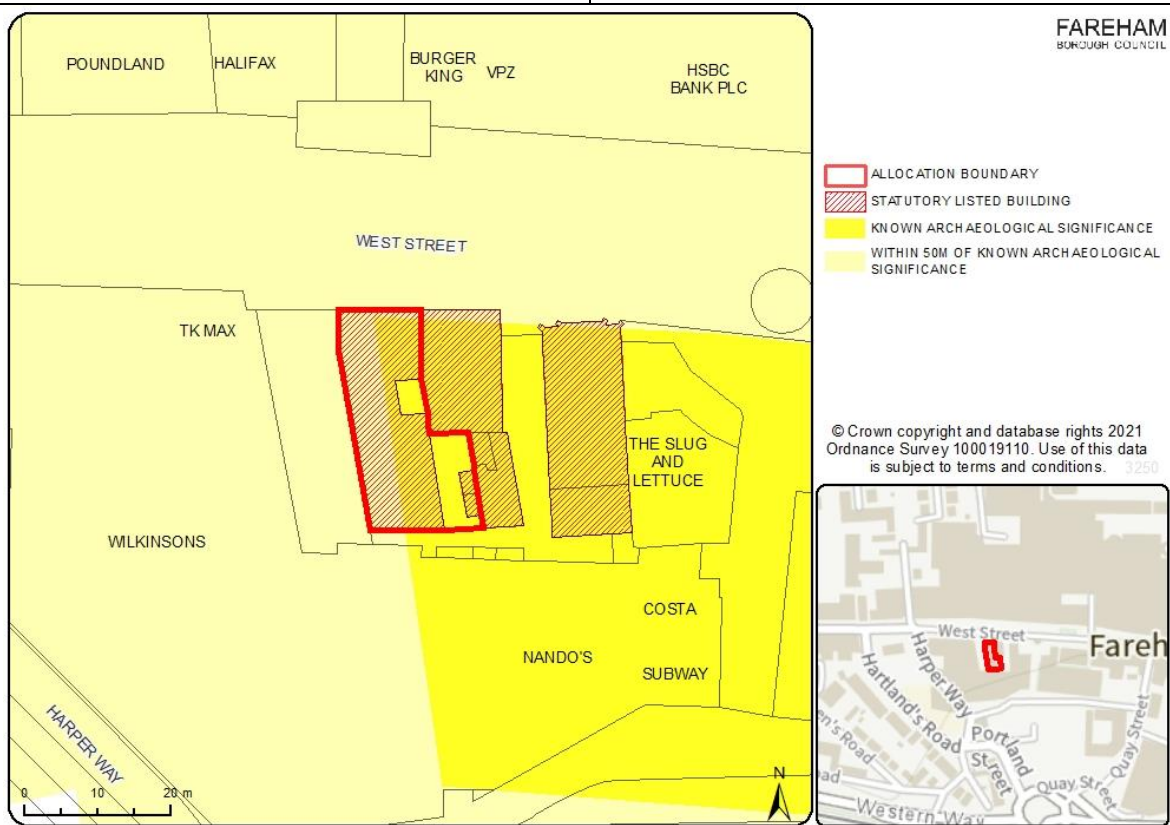 FAREHAM
BOROUGH COUNCIL
POUNDLAND
HALIFAX
BURGER
KING
VPZ
HSBC
BANK PLC
WEST STREET
TK MAX
THE SLUG
AND
LETTUCE
WILKINSONS
COSTA
NANDO'S
SUBWAY
HARPER WAY
0 10 20 m
N
ALLOCATION BOUNDARY
STATUTORY LISTED BUILDING
KNOWN ARCHAEOLOGICAL SIGNIFICANCE
WITHIN 50M OF KNOWN ARCHAEOLOGICAL
SIGNIFICANCE
© Crown copyright and database rights 2021
Ordnance Survey 100019110. Use of this data
is subject to terms and conditions. 3250
West Street
Fareh
Harper Way
Hartland's Road
en's Road
Portland
Street
Quay Street
Quay Street
oad
Western Way